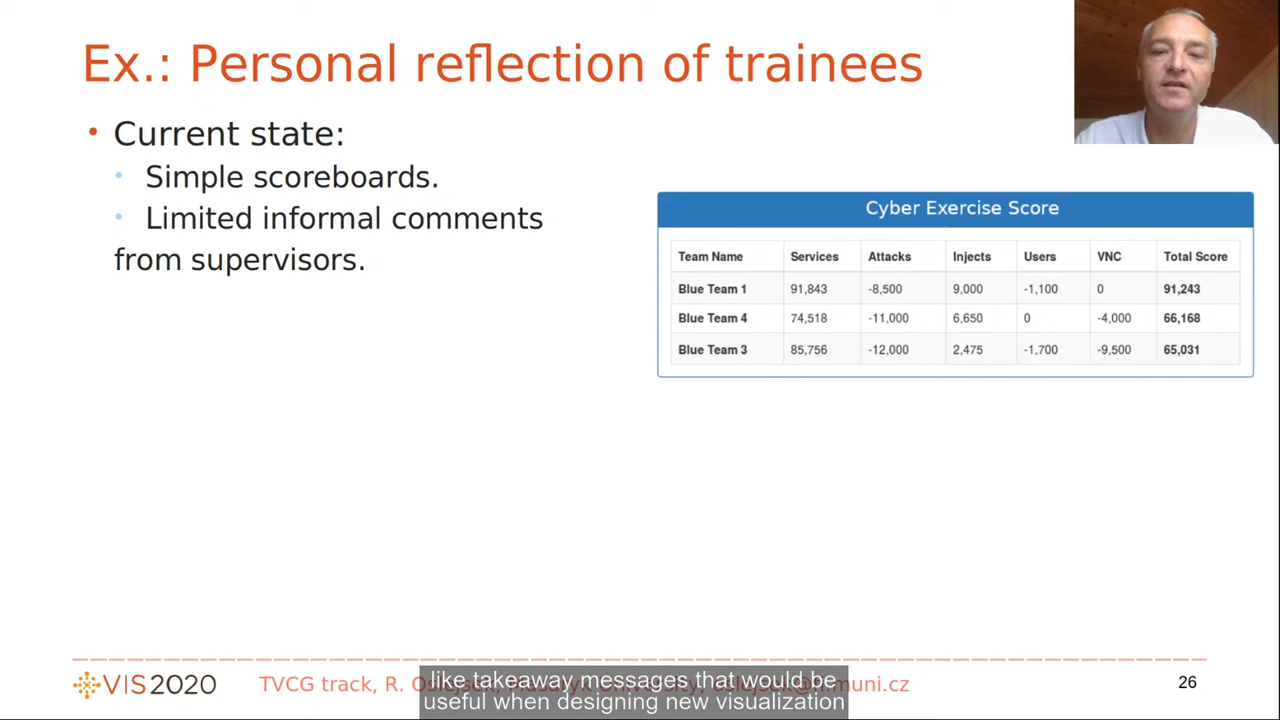 Ex.: Personal reflection of trainees
• Current state:
• Simple scoreboards.
• Limited informal comments
from supervisors.
Cyber Exercise Score
Team Name Services Attacks Injects Users VNC Total Score
Blue Team 1 91,843 -8,500 9,000 -1,100 0 91,243
Blue Team 4 74,518 -11,000 6,650 0 -4,000 66,168
Blue Team 3 85,756 -12,000 2,475 -1,700 -9,500 65,031
VIS2020
TVCG track, R.
26
like takeaway messages that would be
useful when designing new visualization